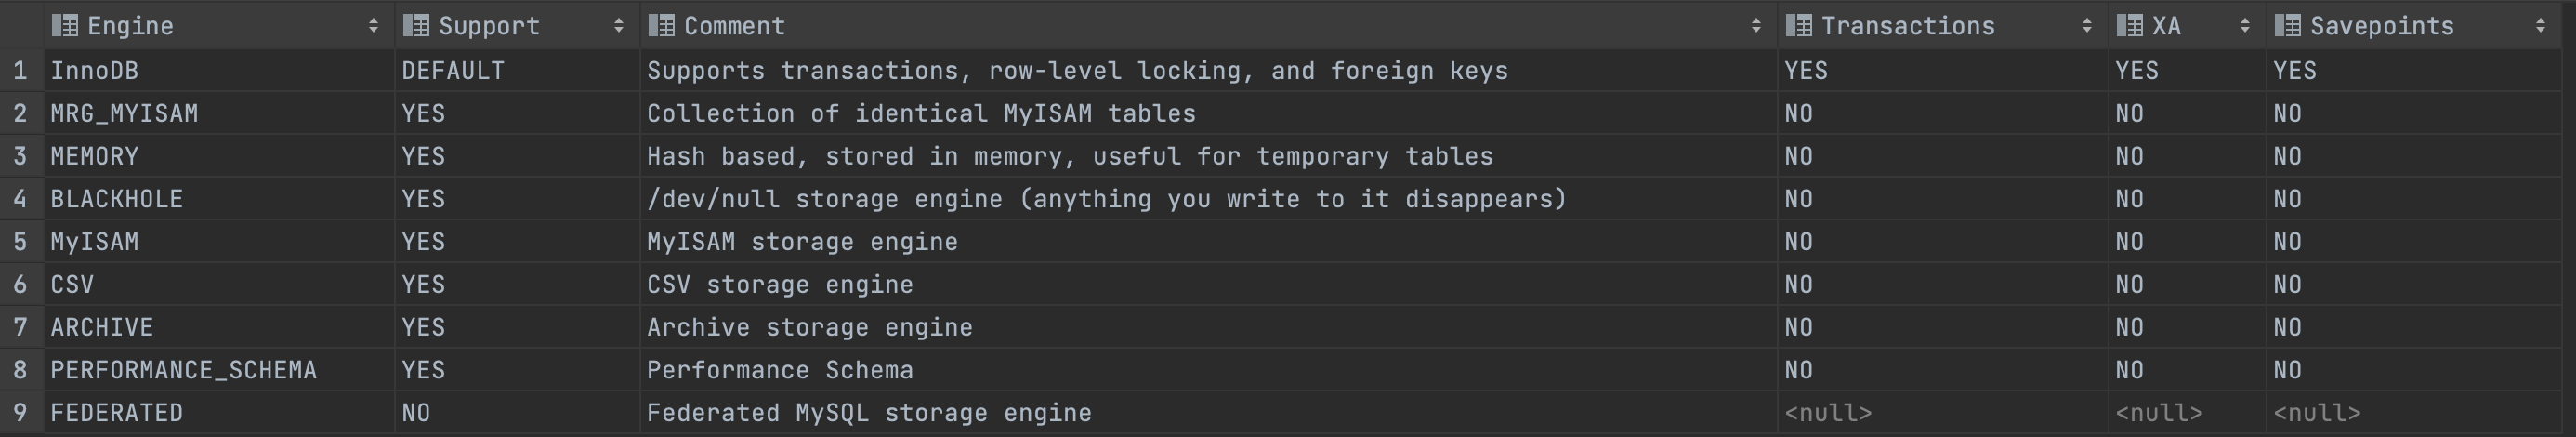 Engine Support Comment Transactions XA Savepoints
1 InnoDB DEFAULT Supports transactions, row-level locking, and foreign keys YES YES YES
2 MRG_MYISAM YES Collection of identical MyISAM tables NO NO NO
3 MEMORY YES Hash based, stored in memory, useful for temporary tables NO NO NO
4 BLACKHOLE YES /dev/null storage engine (anything you write to it disappears) NO NO NO
5 MyISAM YES MyISAM storage engine NO NO NO
6 CSV YES CSV storage engine NO NO NO
7 ARCHIVE YES Archive storage engine NO NO NO
8 PERFORMANCE_SCHEMA YES Performance Schema NO NO NO
9 FEDERATED NO Federated MySQL storage engine <null> <null> <null>